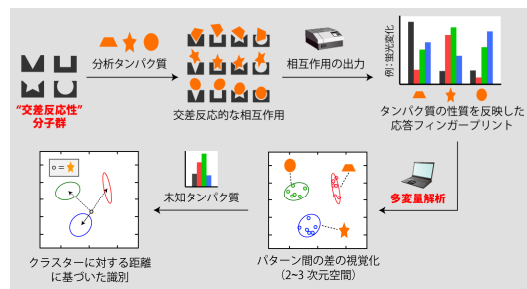 "交差反応性"
分子群
分析タンパク質
交差反応的な相互作用
相互作用の出力
例：蛍光変化
タンパク質の性質を反映した
応答フィンガープリント
多変量解析
パターン間の差の視覚化
(2~3 次元空間)
未知タンパク質
o =
クラスターに対する距離
に基づいた識別